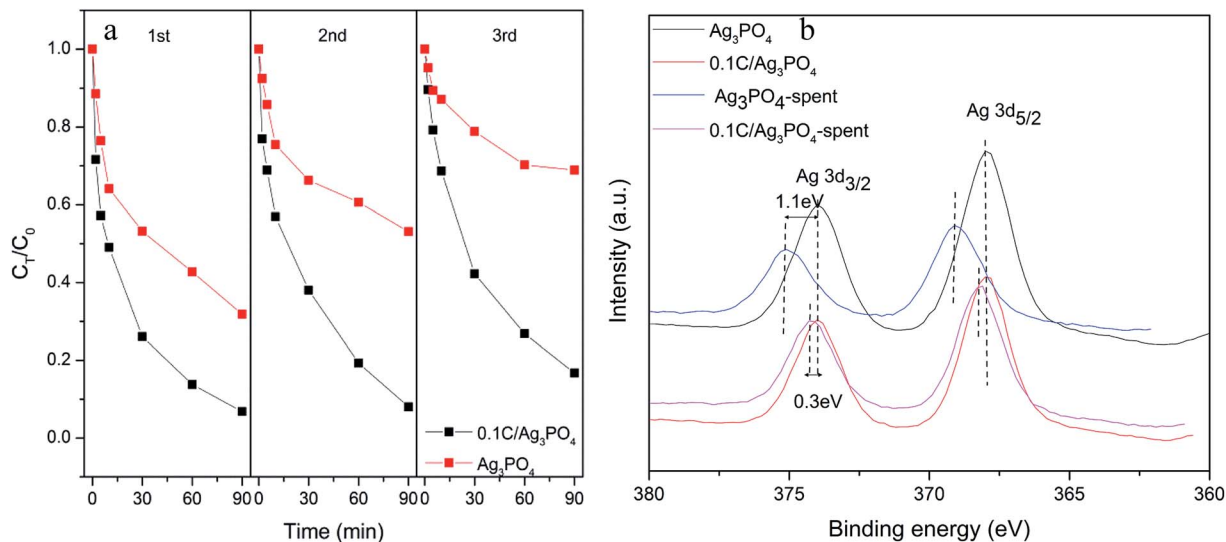 a
1st
2nd
3rd
1.0
0.8
0.6
0.4
0.2
0.0
C_T/C_0
0.1C/Ag₃PO₄
Ag₃PO₄
0 30 60 90 0 30 60 90 0 30 60 90
Time (min)
b
Ag₃PO₄
0.1C/Ag₃PO₄
Ag₃PO₄-spent
0.1C/Ag₃PO₄-spent
Ag 3d₅/₂
Ag 3d₃/₂
1.1eV
0.3eV
Intensity (a.u.)
380 375 370 365 360
Binding energy (eV)